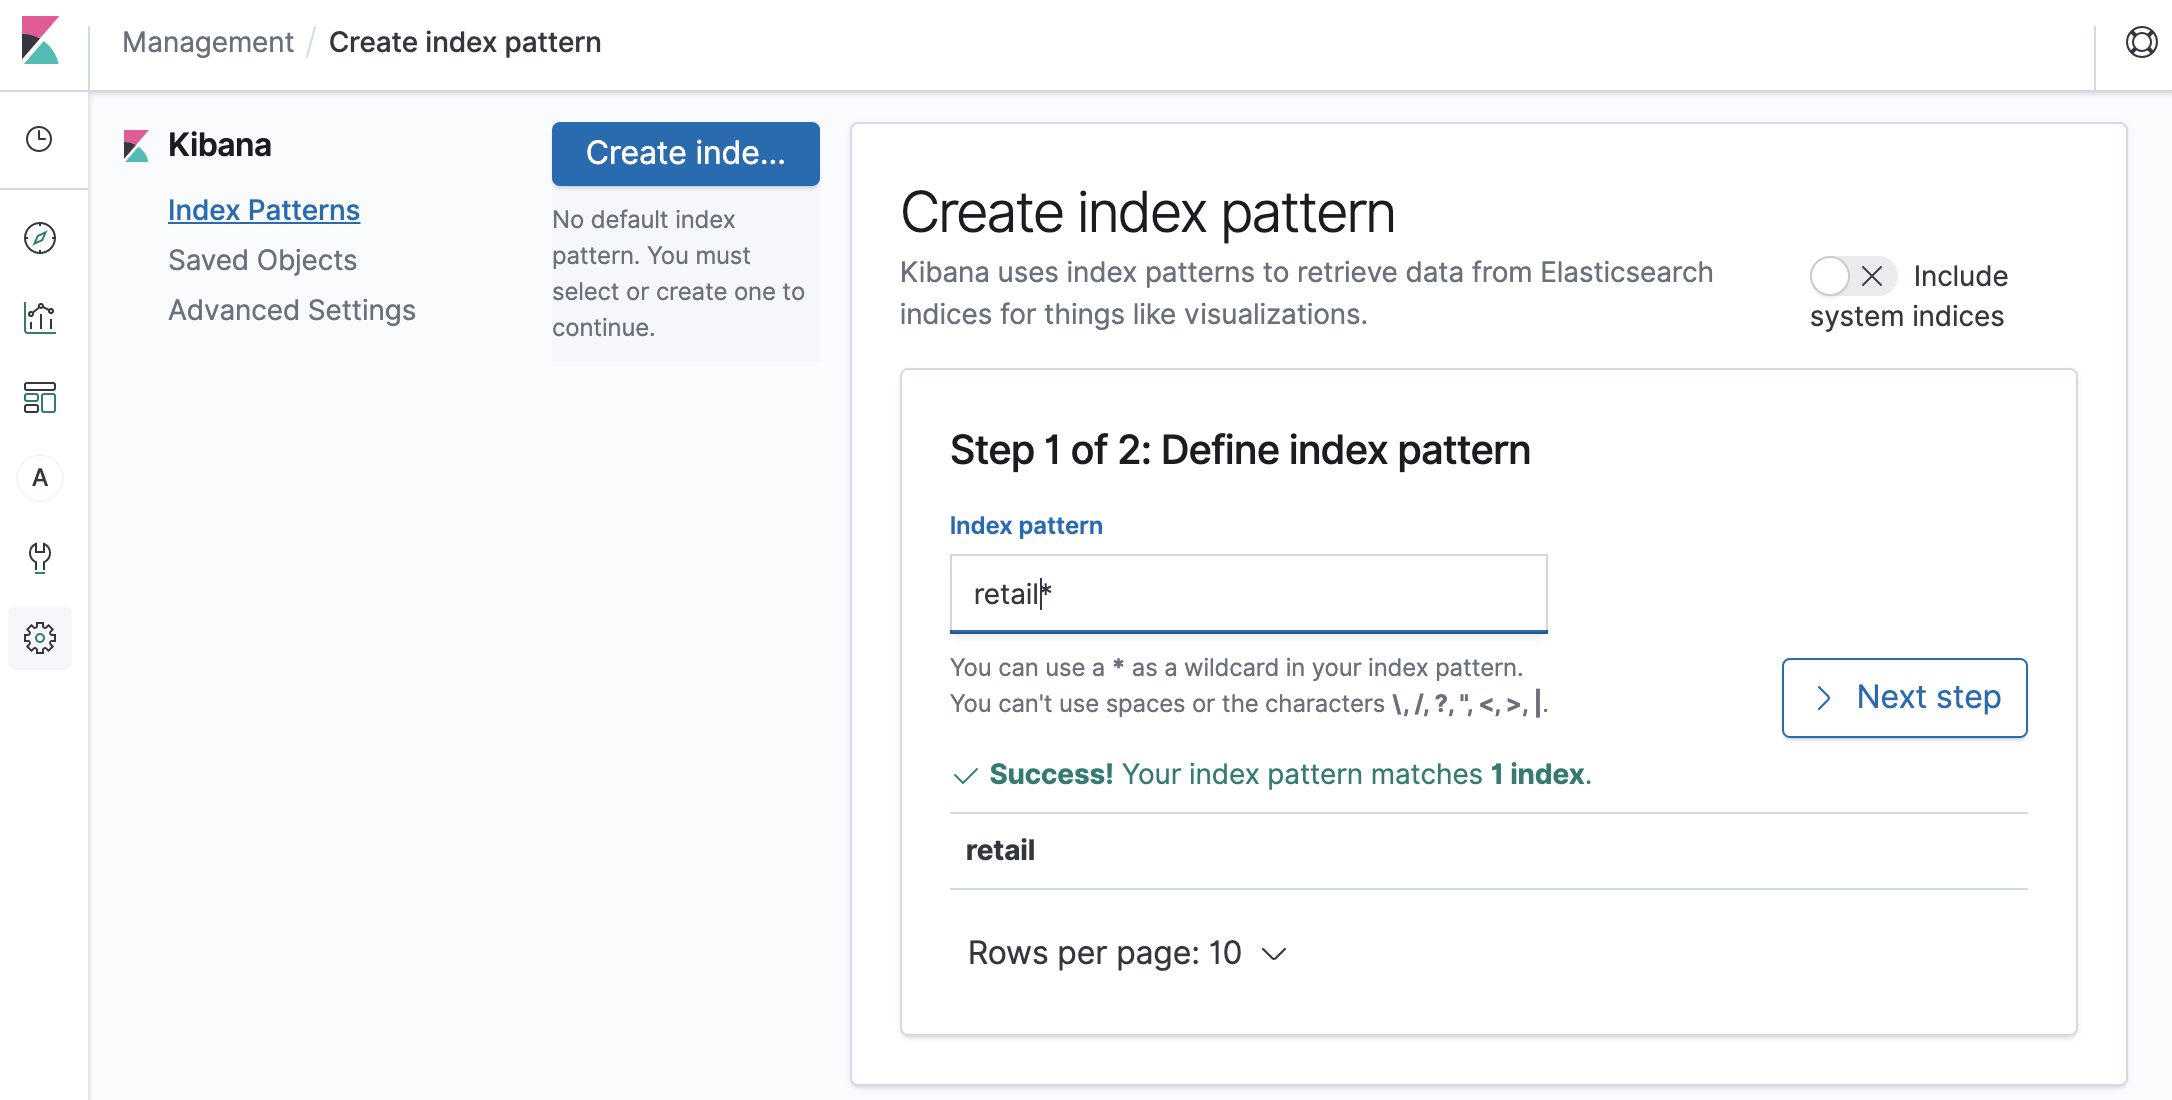 Management / Create index pattern
Kibana
Index Patterns
Saved Objects
Advanced Settings
A
Create inde...
No default index
pattern. You must
select or create one to
continue.
Create index pattern
Kibana uses index patterns to retrieve data from Elasticsearch
indices for things like visualizations.
Include
system indices
Step 1 of 2: Define index pattern
Index pattern
retail*
You can use a * as a wildcard in your index pattern.
You can't use spaces or the characters \, /, ?, ", <, >, |.
Next step
Success! Your index pattern matches 1 index.
retail
Rows per page: 10